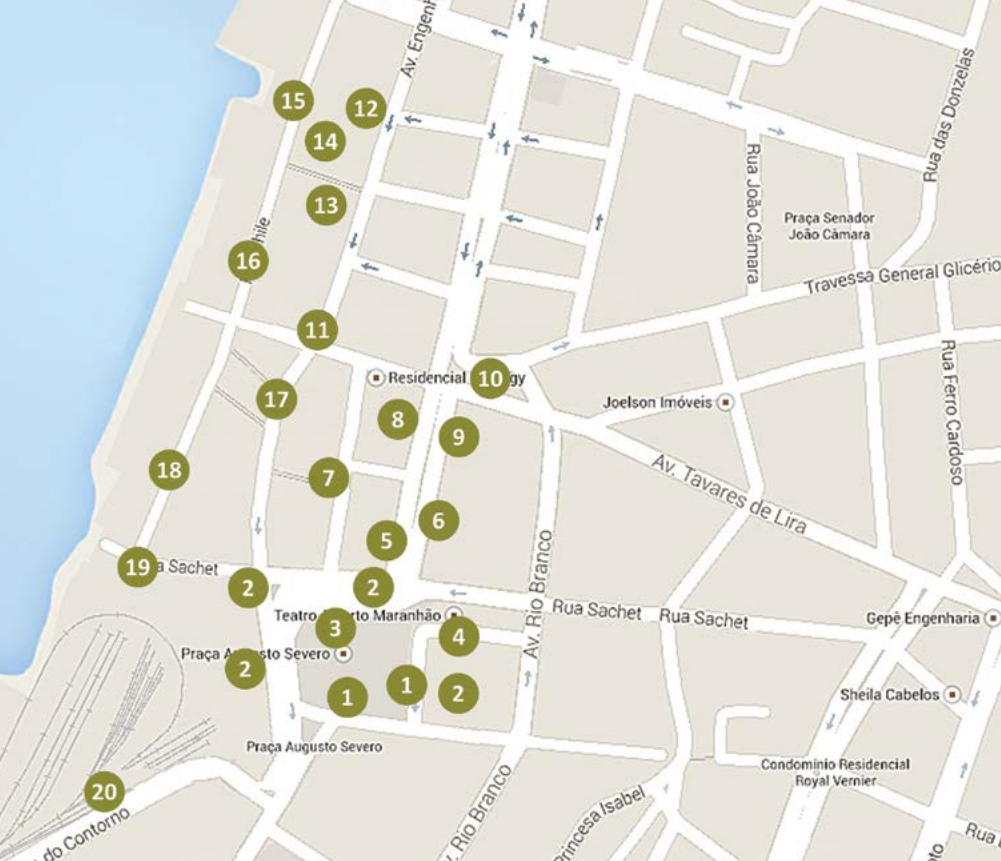 Av. Engenh
15
12
14
Rua das Donzelas
13
Rua João Câmara
Praça Senador
João Câmara
hile
16
Travessa General Glicério
11
Residencial
10
gy
17
Joelson Imóveis
8
9
Rua Ferro Cardoso
18
7
Av. Tavares de Lira
6
5
19
a Sachet
2
2
Av. Rio Branco
Rua Sachet
Rua Sachet
Teatro
rto Maranhão
Gepê Engenharia
3
4
Praça A
gusto Severo
2
1
1
2
Sheila Cabelos
Praça Augusto Severo
Condomínio Residencial
Royal Vernier
20
do Contorno
v. Rio Branco
Princesa Isabel
Rua
to